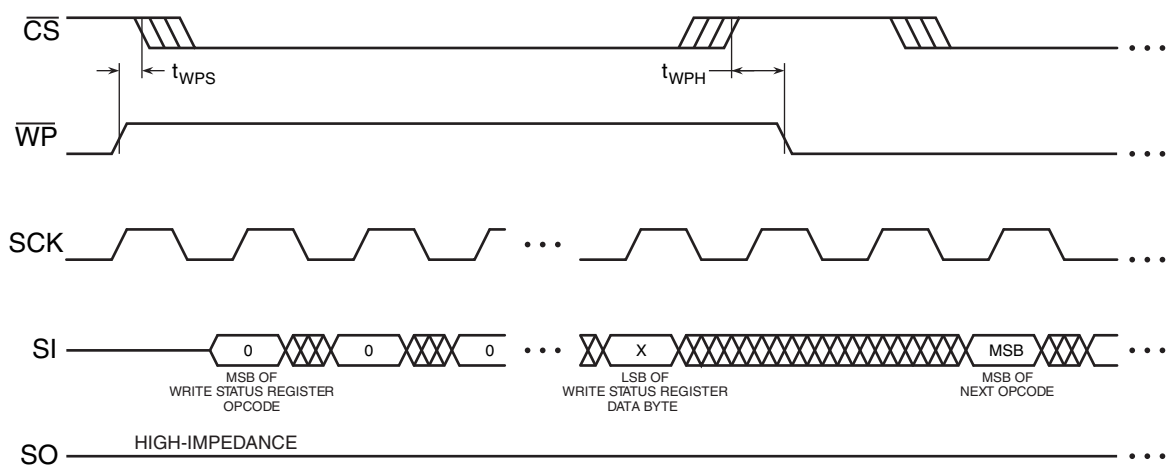 CS
tWPS
tWPH
WP
SCK
SI
0
0
0
X
MSB
MSB OF
WRITE STATUS REGISTER
OPCODE
LSB OF
WRITE STATUS REGISTER
DATA BYTE
MSB OF
NEXT OPCODE
HIGH-IMPEDANCE
SO